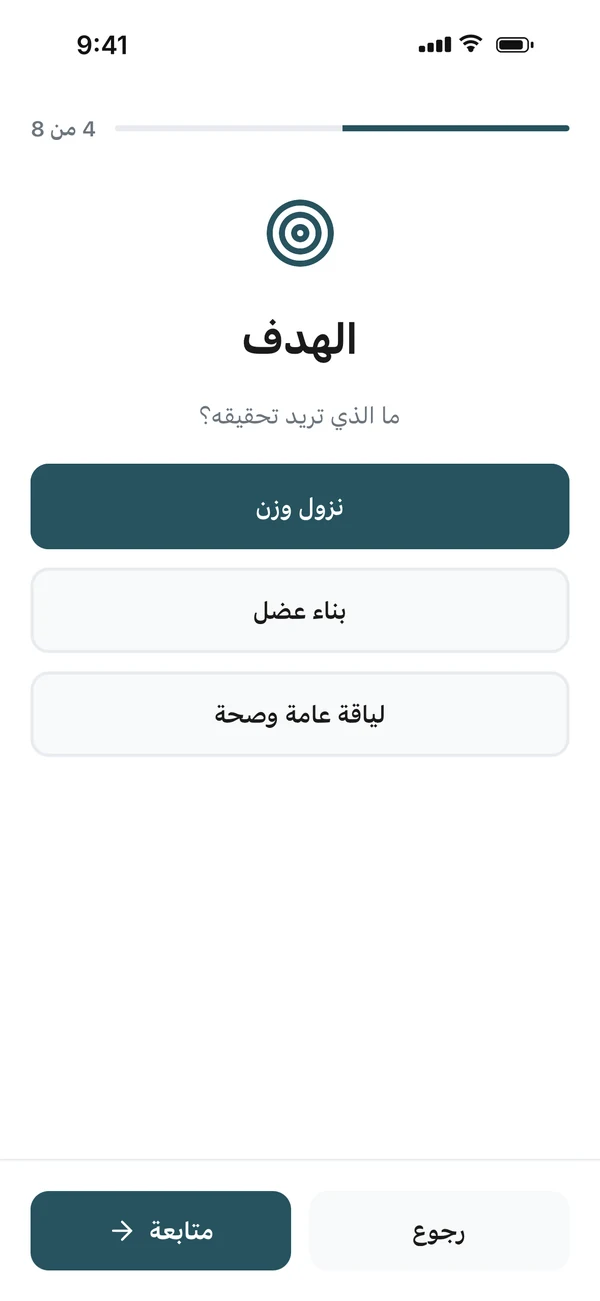 9:41
4 من 8
الهدف
ما الذي تريد تحقيقه؟
نزول وزن
بناء عضل
لياقة عامة وصحة
رجوع
متابعة